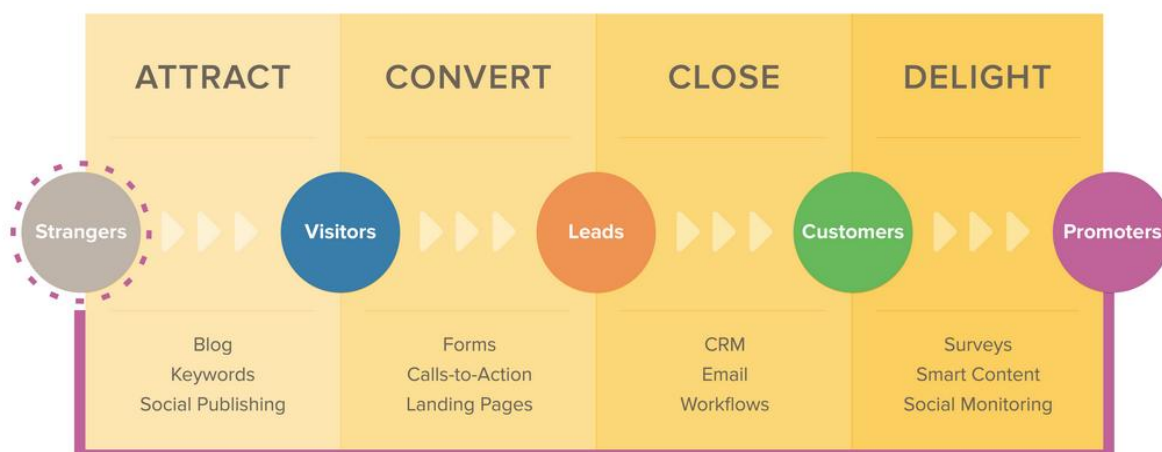 ATTRACT
CONVERT
CLOSE
DELIGHT
Strangers
Visitors
Leads
Customers
Promoters
Blog
Keywords
Social Publishing
Forms
Calls-to-Action
Landing Pages
CRM
Email
Workflows
Surveys
Smart Content
Social Monitoring